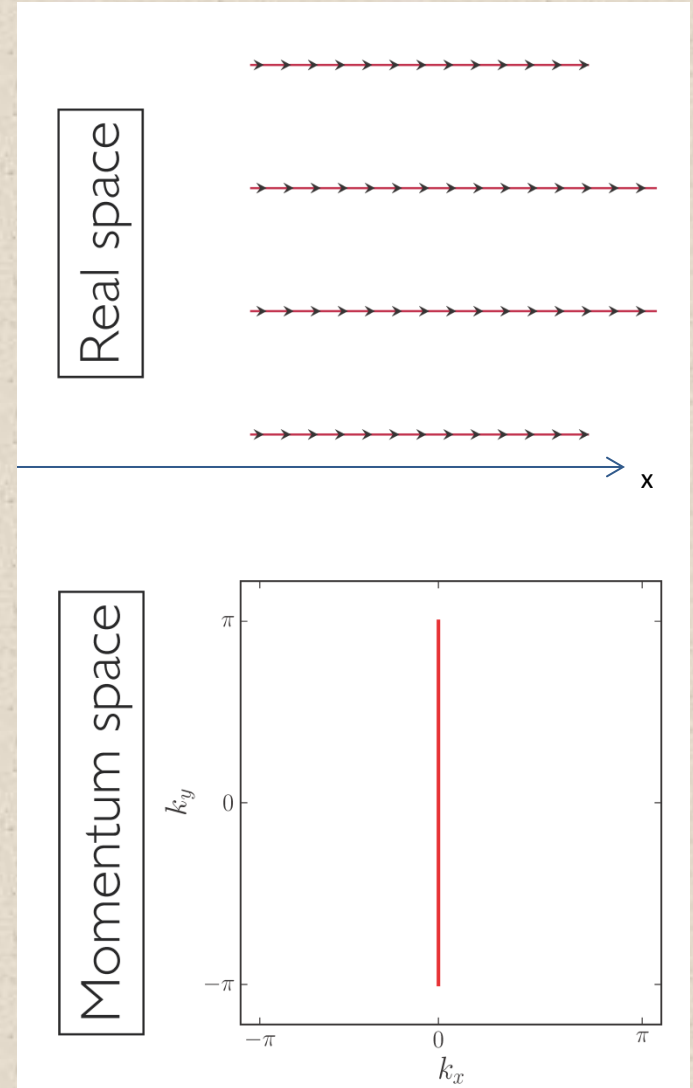 Real space
x
Momentum space
π
0
−π
k_y
−π
0
π
k_x